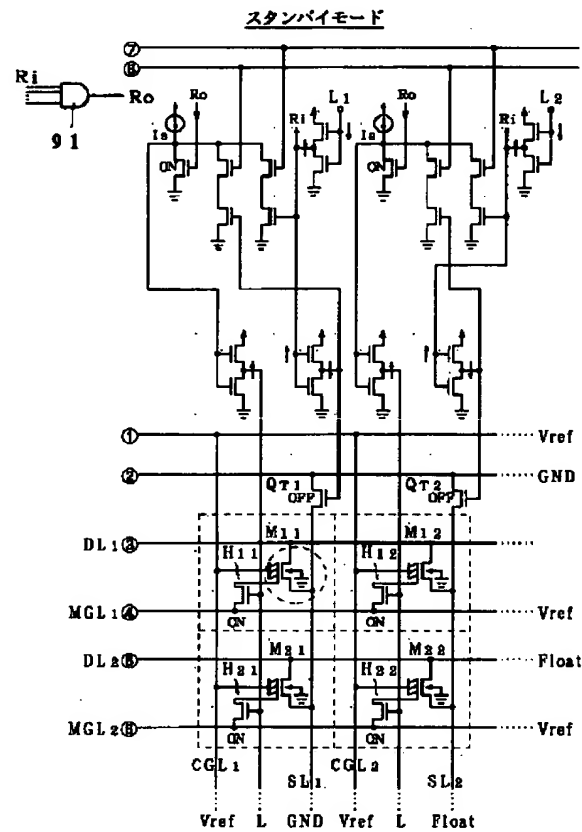 スタンバイモード
⑦
⑧
Ri
Ro
91
Ro L1 Ro L2
Is Ri Is Ri
ON ON
① Vref
② GND
QT1 QT2
OFF OFF
M11 M12
DL1③
H11 H12
MGL1④ Vref
ON ON
M21 M22
DL2⑤ Float
H21 H22
MGL2⑥ Vref
ON ON
CGL1 SL1 CGL2 SL2
Vref L GND Vref L Float